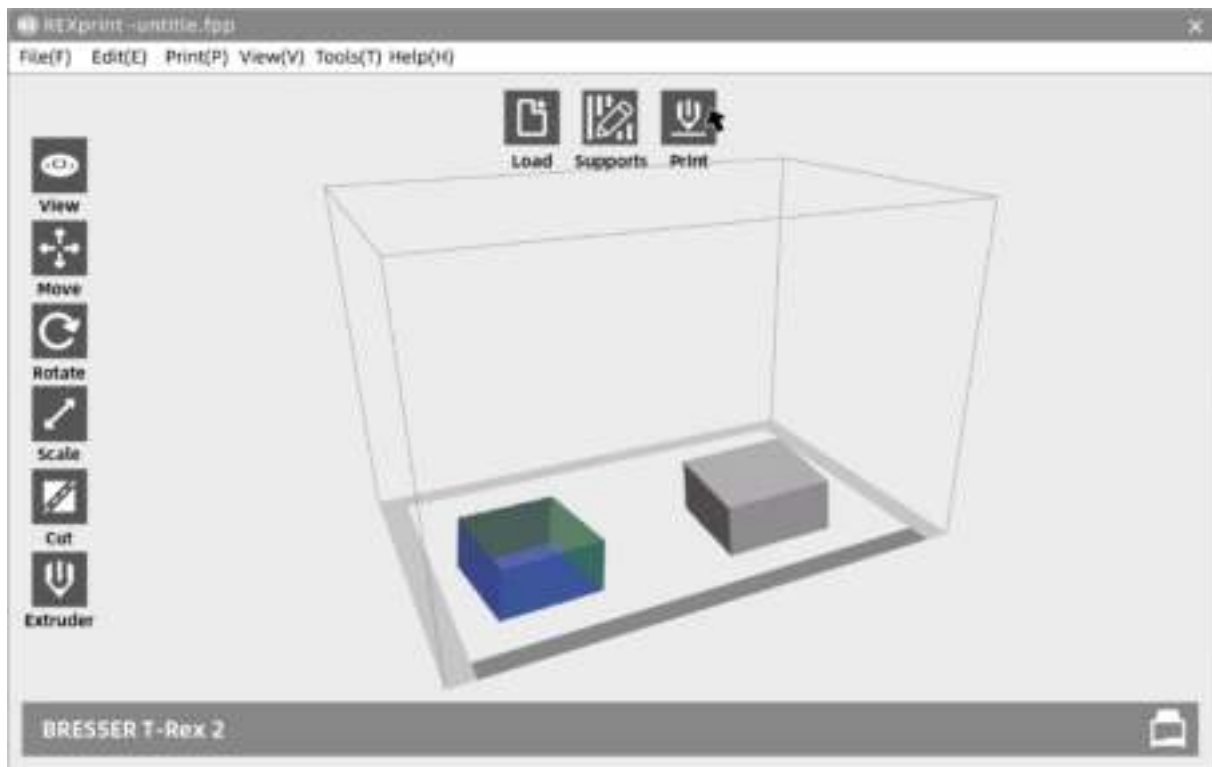 REXprint -untitle.fpp
File(F) Edit(E) Print(P) View(V) Tools(T) Help(H)
Load Supports Print
View
Move
Rotate
Scale
Cut
Extruder
BRESSER T-Rex 2